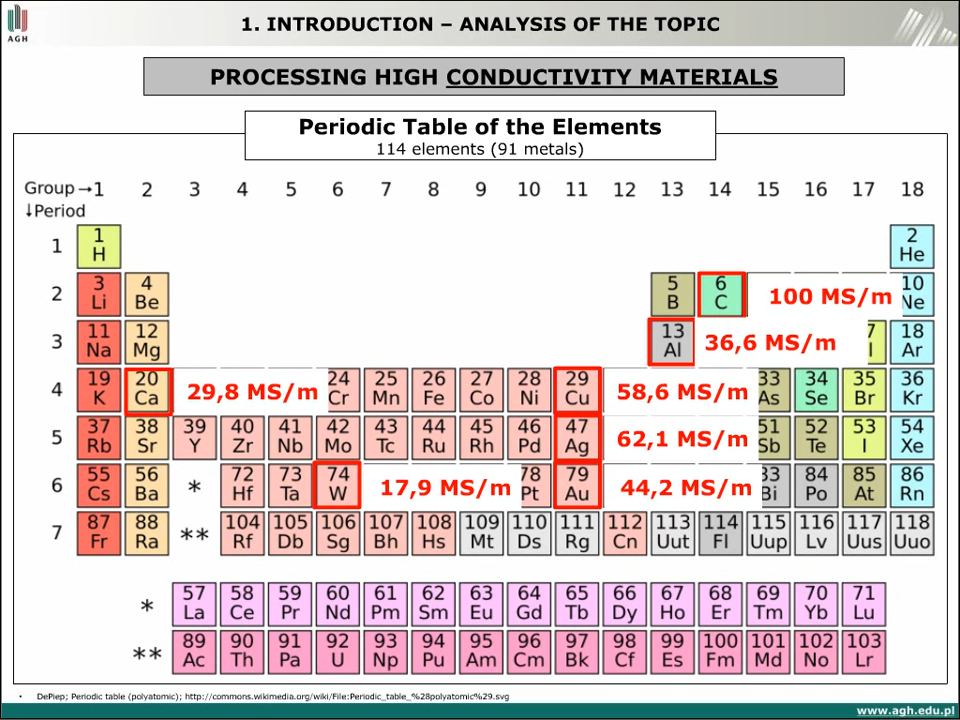 AGH
1. INTRODUCTION – ANALYSIS OF THE TOPIC
PROCESSING HIGH CONDUCTIVITY MATERIALS
Periodic Table of the Elements
114 elements (91 metals)
Group →1 2 3 4 5 6 7 8 9 10 11 12 13 14 15 16 17 18
↓Period
1 1 2
H He
2 3 4 5 6 100 MS/m 10
Li Be B C Ne
3 11 12 13 36,6 MS/m 7 18
Na Mg Al l Ar
4 19 20 29,8 MS/m 24 25 26 27 28 29 58,6 MS/m 33 34 35 36
K Ca Cr Mn Fe Co Ni Cu As Se Br Kr
5 37 38 39 40 41 42 43 44 45 46 47 62,1 MS/m 51 52 53 54
Rb Sr Y Zr Nb Mo Tc Ru Rh Pd Ag Sb Te I Xe
6 55 56 * 72 73 74 17,9 MS/m 78 79 44,2 MS/m 83 84 85 86
Cs Ba Hf Ta W Pt Au Bi Po At Rn
7 87 88 ** 104 105 106 107 108 109 110 111 112 113 114 115 116 117 118
Fr Ra Rf Db Sg Bh Hs Mt Ds Rg Cn Uut Fl Uup Lv Uus Uuo
* 57 58 59 60 61 62 63 64 65 66 67 68 69 70 71
La Ce Pr Nd Pm Sm Eu Gd Tb Dy Ho Er Tm Yb Lu
** 89 90 91 92 93 94 95 96 97 98 99 100 101 102 103
Ac Th Pa U Np Pu Am Cm Bk Cf Es Fm Md No Lr
• DePiep; Periodic table (polyatomic); http://commons.wikimedia.org/wiki/File:Periodic_table_%28polyatomic%29.svg
www.agh.edu.pl